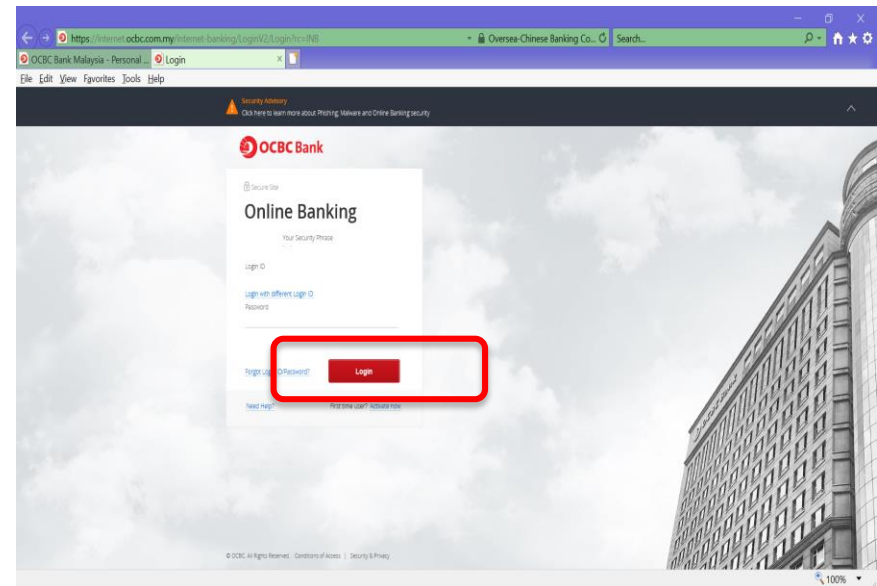 https://internet.ocbc.com.my/internet-banking/LoginV2/Login?rc=INB
Oversea-Chinese Banking Co...
Search...
OCBC Bank Malaysia - Personal ...
Login
File Edit View Favorites Tools Help
Security Advisory
Click here to learn more about Phishing, Malware and Online Banking security
OCBC Bank
Secure Site
Online Banking
Your Security Phrase
Login ID
Login with different Login ID
Password
Forgot Login ID/Password?
Login
Need Help?
First time user? Activate now
© OCBC. All Rights Reserved. Conditions of Access | Security & Privacy
100%